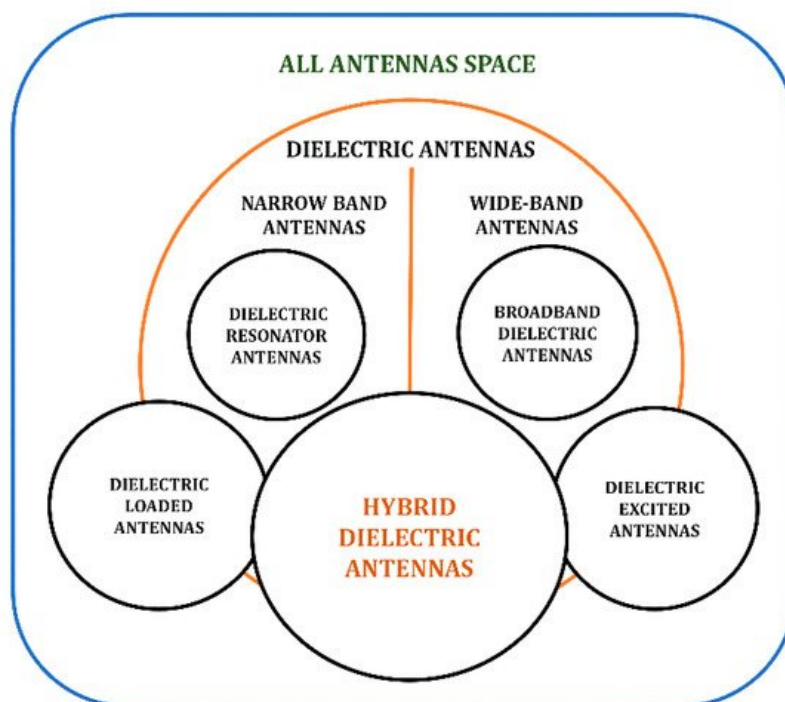 ALL ANTENNAS SPACE
DIELECTRIC ANTENNAS
NARROW BAND
ANTENNAS
WIDE-BAND
ANTENNAS
DIELECTRIC
RESONATOR
ANTENNAS
BROADBAND
DIELECTRIC
ANTENNAS
DIELECTRIC
LOADED
ANTENNAS
HYBRID
DIELECTRIC
ANTENNAS
DIELECTRIC
EXCITED
ANTENNAS